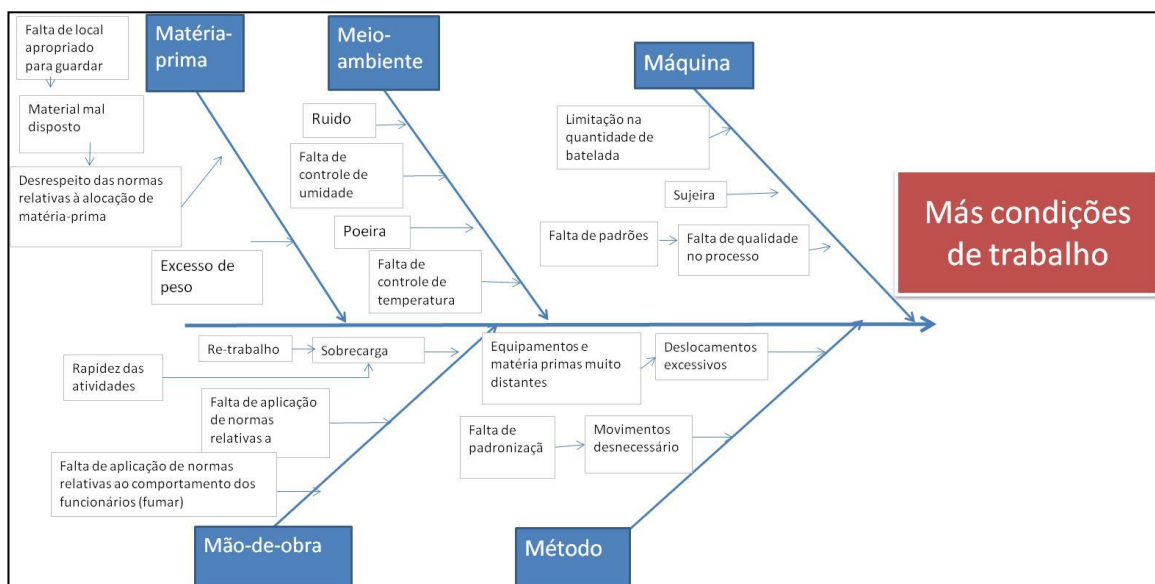 Falta de local
apropriado
para guardar
Material mal
disposto
Desrespeito das normas
relativas à alocação de
matéria-prima
Matéria-
prima
Excesso de
peso
Meio-
ambiente
Ruido
Falta de
controle de
umidade
Poeira
Falta de
controle de
temperatura
Máquina
Limitação na
quantidade de
batelada
Sujeira
Falta de padrões
Falta de qualidade
no processo
Más condições
de trabalho
Re-trabalho
Sobrecarga
Rapidez das
atividades
Falta de aplicação
de normas
relativas a
Falta de aplicação de normas
relativas ao comportamento dos
funcionários (fumar)
Mão-de-obra
Equipamentos e
matéria primas muito
distantes
Deslocamentos
excessivos
Falta de
padronizaçã
Movimentos
desnecessário
Método